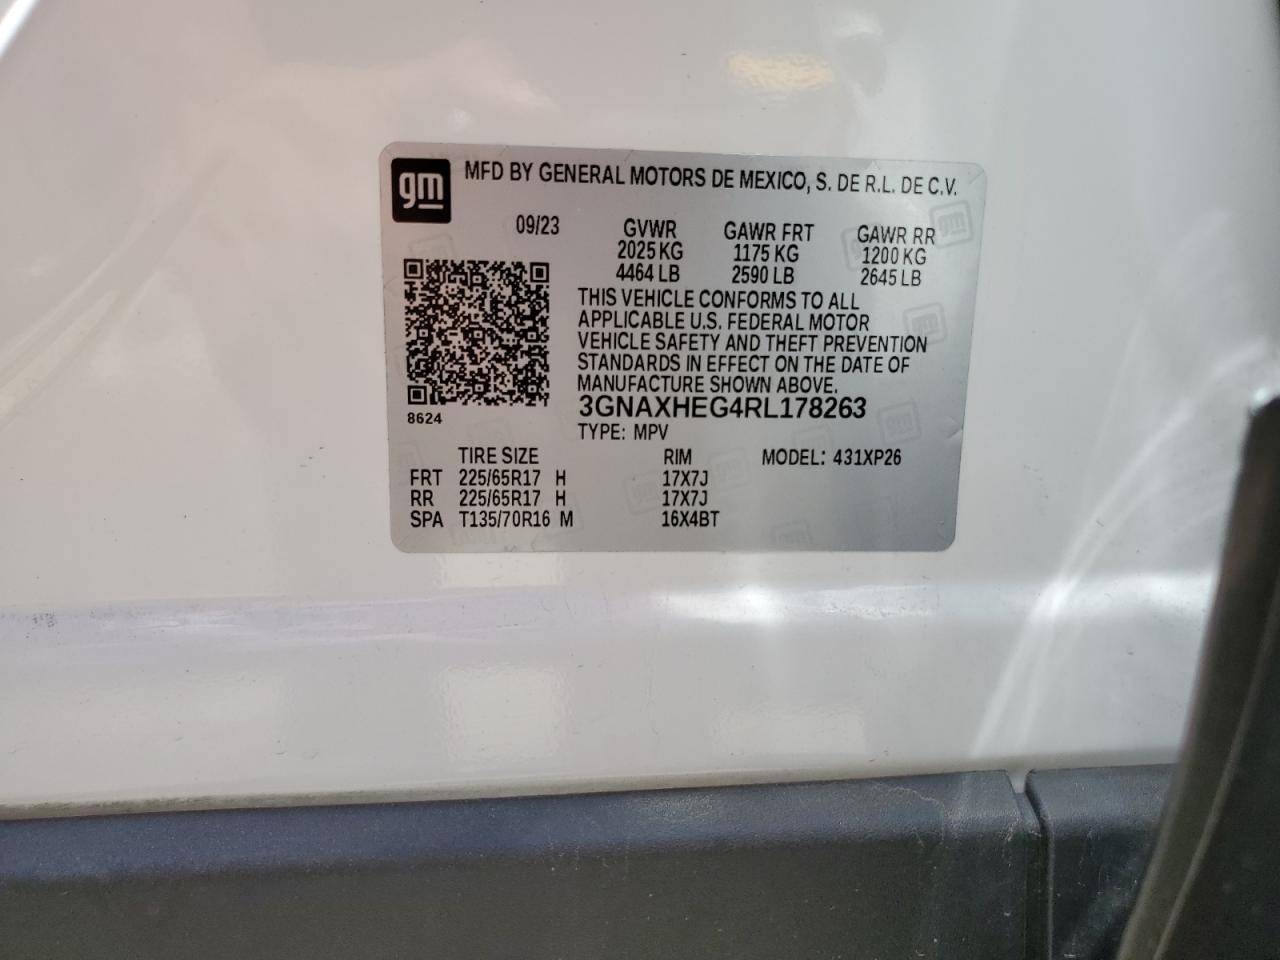 gm
MFD BY GENERAL MOTORS DE MEXICO, S. DE R.L. DE C.V.
09/23 GVWR GAWR FRT GAWR RR
2025 KG 1175 KG 1200 KG
4464 LB 2590 LB 2645 LB
THIS VEHICLE CONFORMS TO ALL
APPLICABLE U.S. FEDERAL MOTOR
VEHICLE SAFETY AND THEFT PREVENTION
STANDARDS IN EFFECT ON THE DATE OF
MANUFACTURE SHOWN ABOVE.
8624
3GNAXHEG4RL178263
TYPE: MPV
TIRE SIZE RIM MODEL: 431XP26
FRT 225/65R17 H 17X7J
RR 225/65R17 H 17X7J
SPA T135/70R16 M 16X4BT